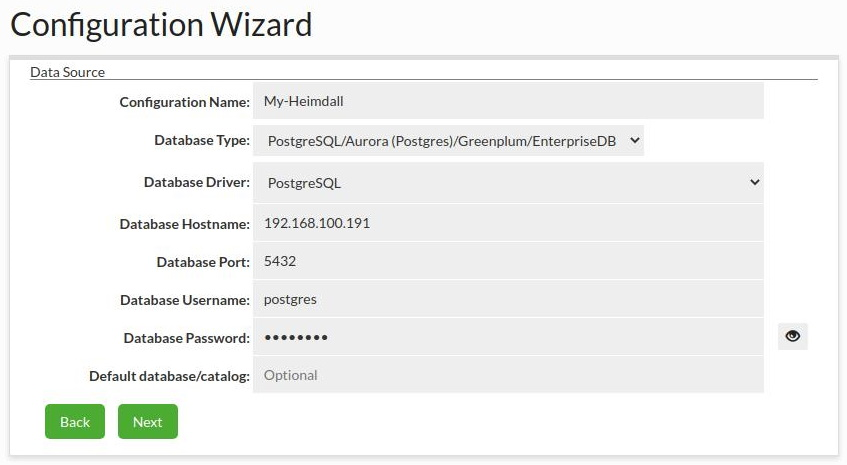 Configuration Wizard
Data Source
Configuration Name: My-Heimdall
Database Type: PostgreSQL/Aurora (Postgres)/Greenplum/EnterpriseDB
Database Driver: PostgreSQL
Database Hostname: 192.168.100.191
Database Port: 5432
Database Username: postgres
Database Password: ••••••••
Default database/catalog: Optional
Back Next